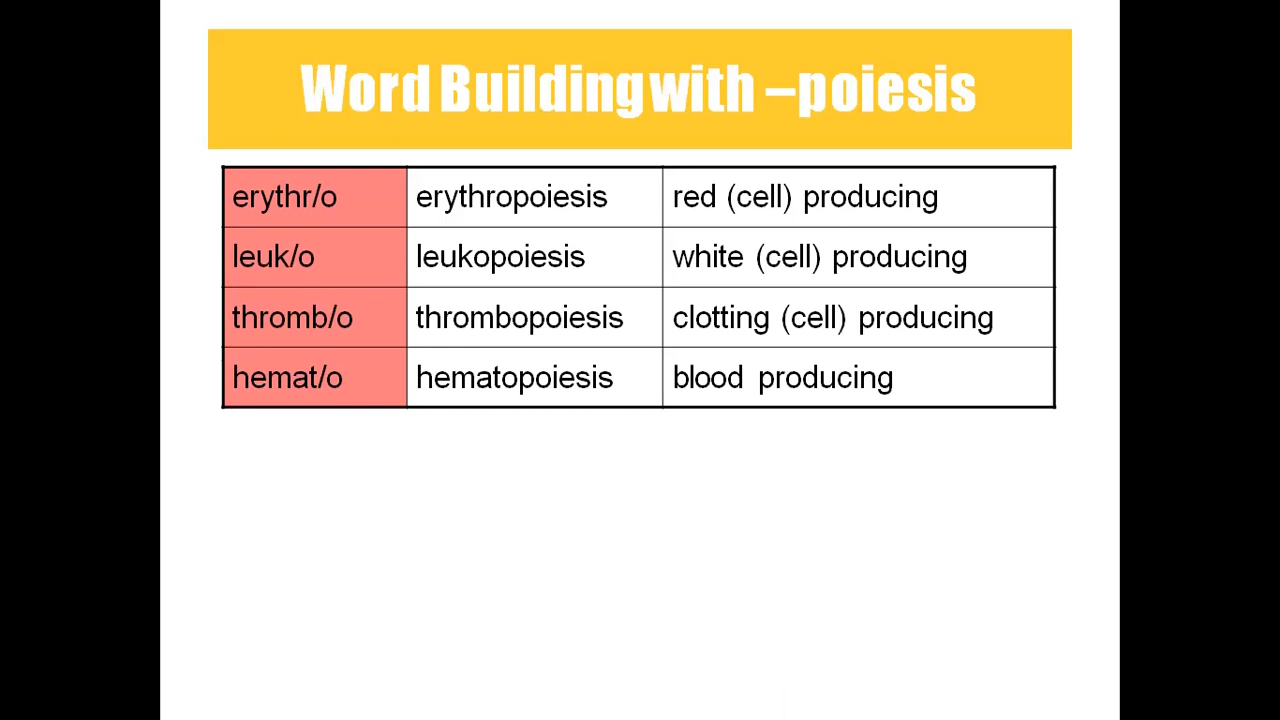 Word Building with –poiesis
erythr/o erythropoiesis red (cell) producing
leuk/o leukopoiesis white (cell) producing
thromb/o thrombopoiesis clotting (cell) producing
hemat/o hematopoiesis blood producing